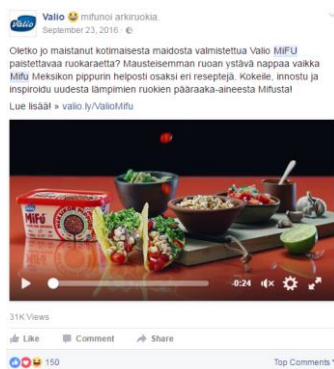 Valio mifunoi arkiruokia.
September 23, 2016 ·
Oletko jo maistanut kotimaisesta maidosta valmistettua Valio MiFU
paistettavaa ruokaraetta? Mausteisemman ruoan ystävä nappaa vaikka
Mifu Meksikon pippurin helposti osaksi eri reseptejä. Kokeile, innostu ja
inspiroidu uudesta lämpimien ruokien pääraaka-aineesta Mifusta!
Lue lisää! » valio.ly/ValioMifu
Valio
MiFU
-0:24
31K Views
Like Comment Share
150 Top Comments